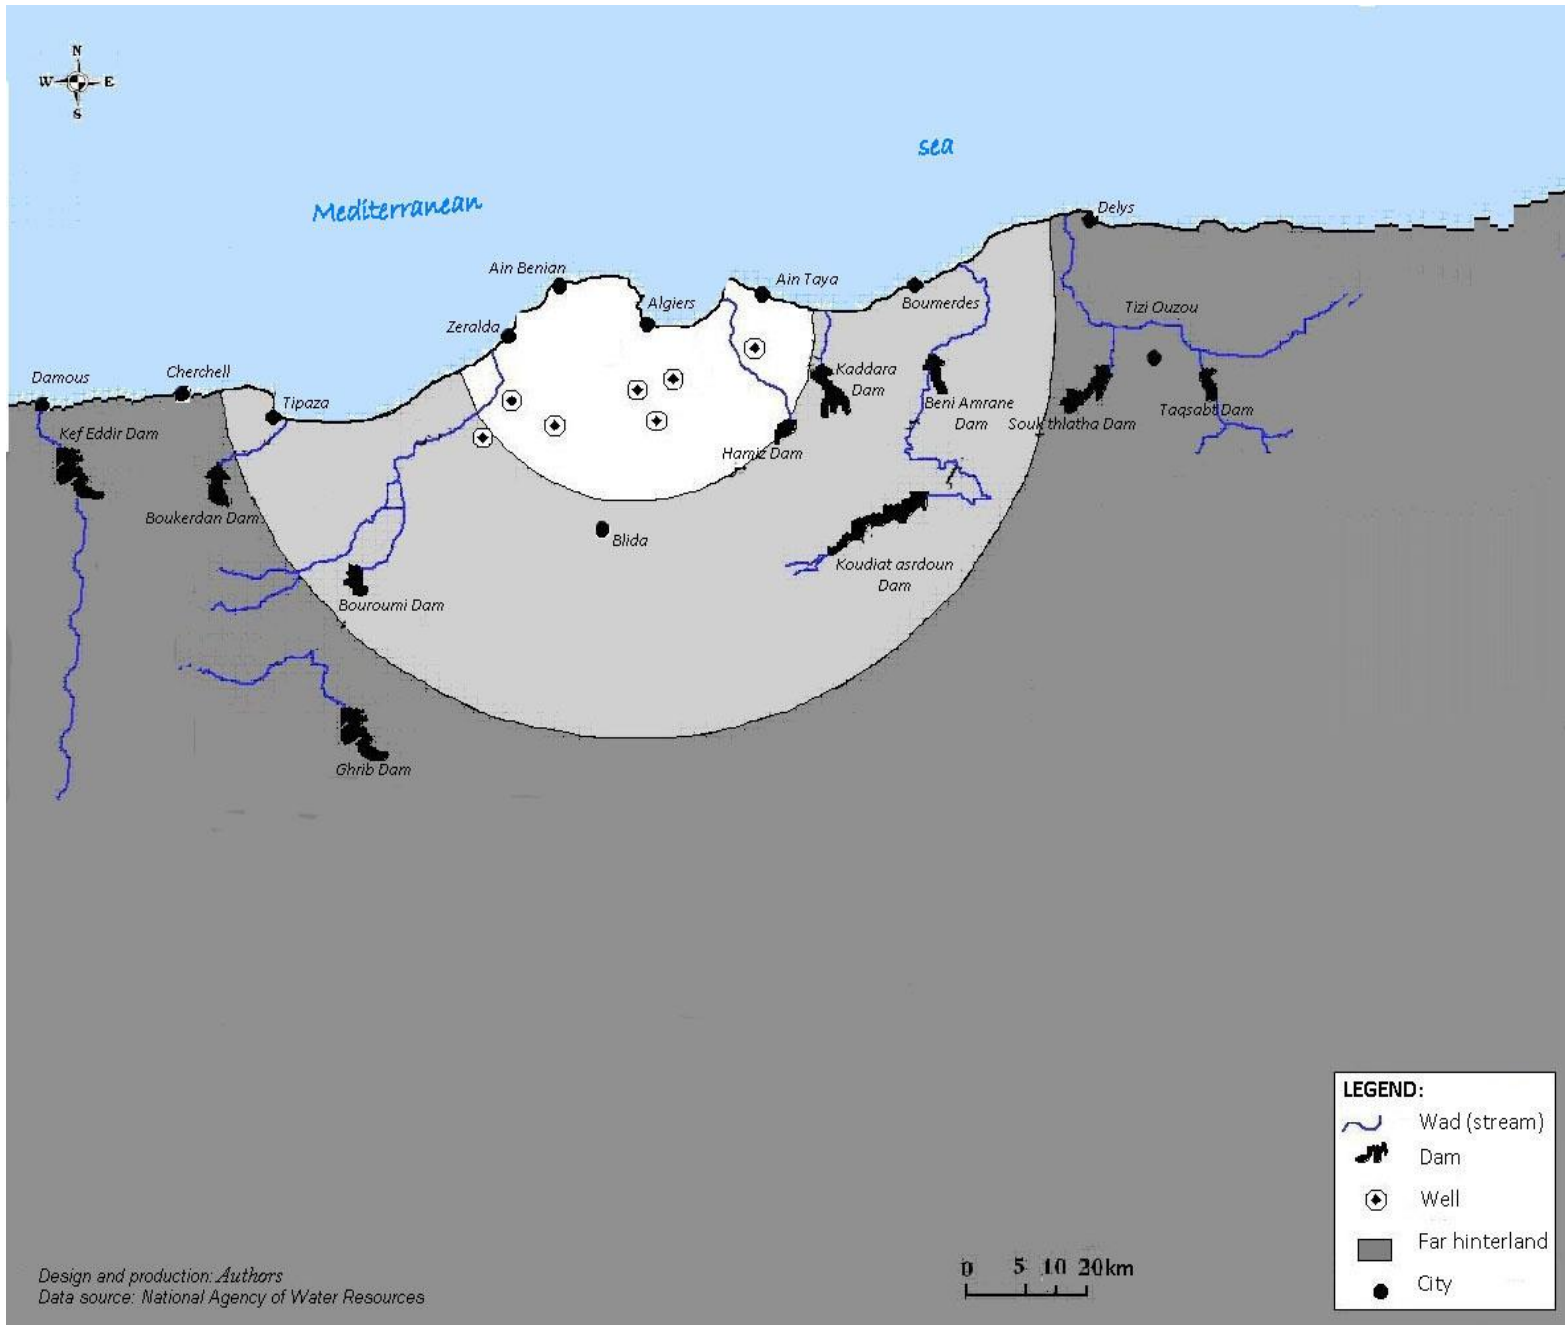 N
W E
S
sea
Mediterranean
Delys
Ain Benian
Ain Taya
Algiers
Boumerdes
Tizi Ouzou
Zeralda
Cherchell
Damous
Kaddara
Dam
Tipaza
Beni Amrane
Dam
Taqsabt Dam
Souk thlatha Dam
Kef Eddir Dam
Hamiz Dam
Boukerdan Dam
Blida
Koudiat asrdoun
Dam
Bouroumi Dam
Ghrib Dam
LEGEND:
Wad (stream)
Dam
Well
Far hinterland
City
0 5 10 20km
Design and production: Authors
Data source: National Agency of Water Resources